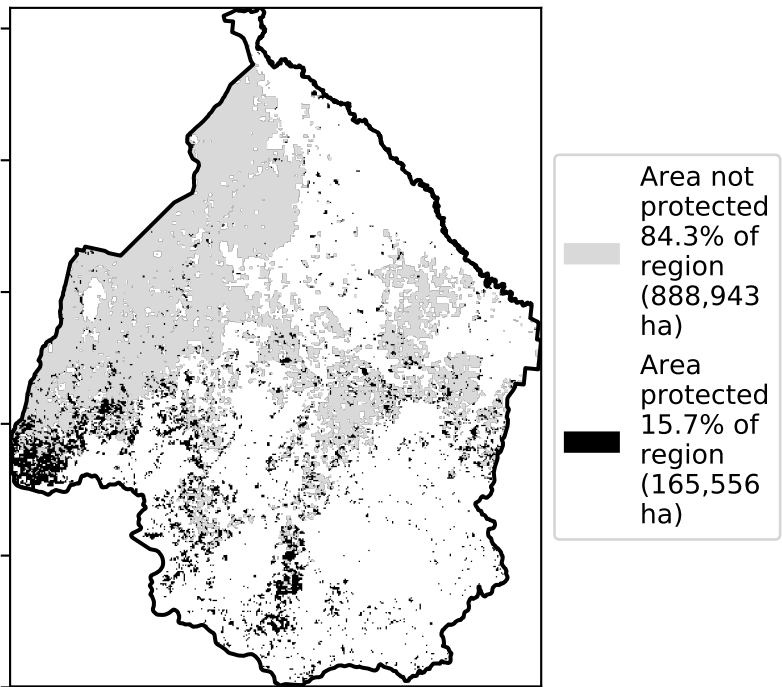 Area not
protected
84.3% of
region
(888,943
ha)
Area
protected
15.7% of
region
(165,556
ha)